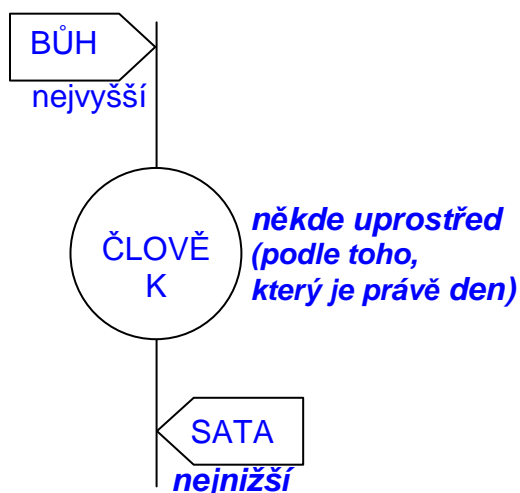 BŮH
nejvyšší
ČLOVĚ
K
někde uprostřed
(podle toho,
který je právě den)
SATA
nejnižší